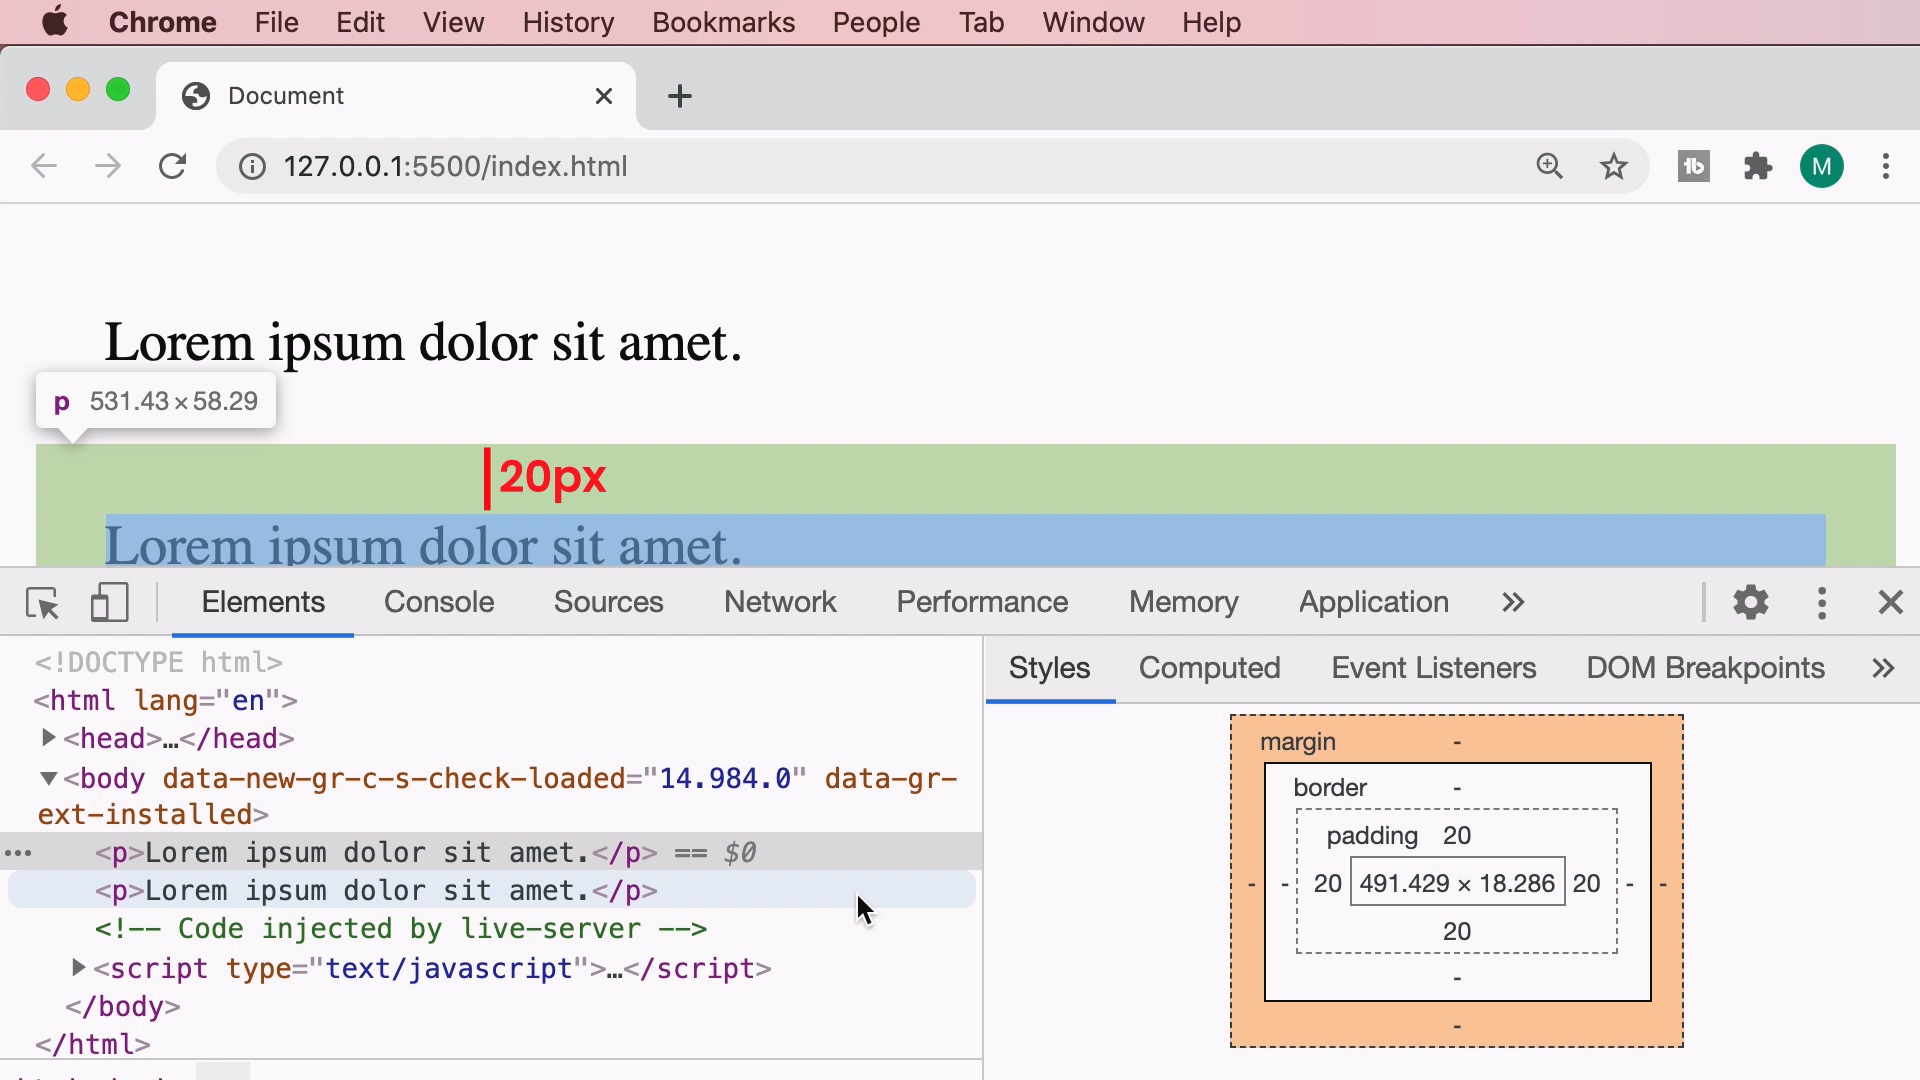 Chrome File Edit View History Bookmarks People Tab Window Help
Document
127.0.0.1:5500/index.html
M
Lorem ipsum dolor sit amet.
p 531.43×58.29
20px
Lorem ipsum dolor sit amet.
Elements Console Sources Network Performance Memory Application »
<!DOCTYPE html>
<html lang="en">
<head>…</head>
<body data-new-gr-c-s-check-loaded="14.984.0" data-gr-
ext-installed>
<p>Lorem ipsum dolor sit amet.</p> == $0
<p>Lorem ipsum dolor sit amet.</p>
<!-- Code injected by live-server -->
<script type="text/javascript">…</script>
</body>
</html>
Styles Computed Event Listeners DOM Breakpoints »
margin -
border -
padding 20
- - 20 491.429 × 18.286 20 - -
20
-
-